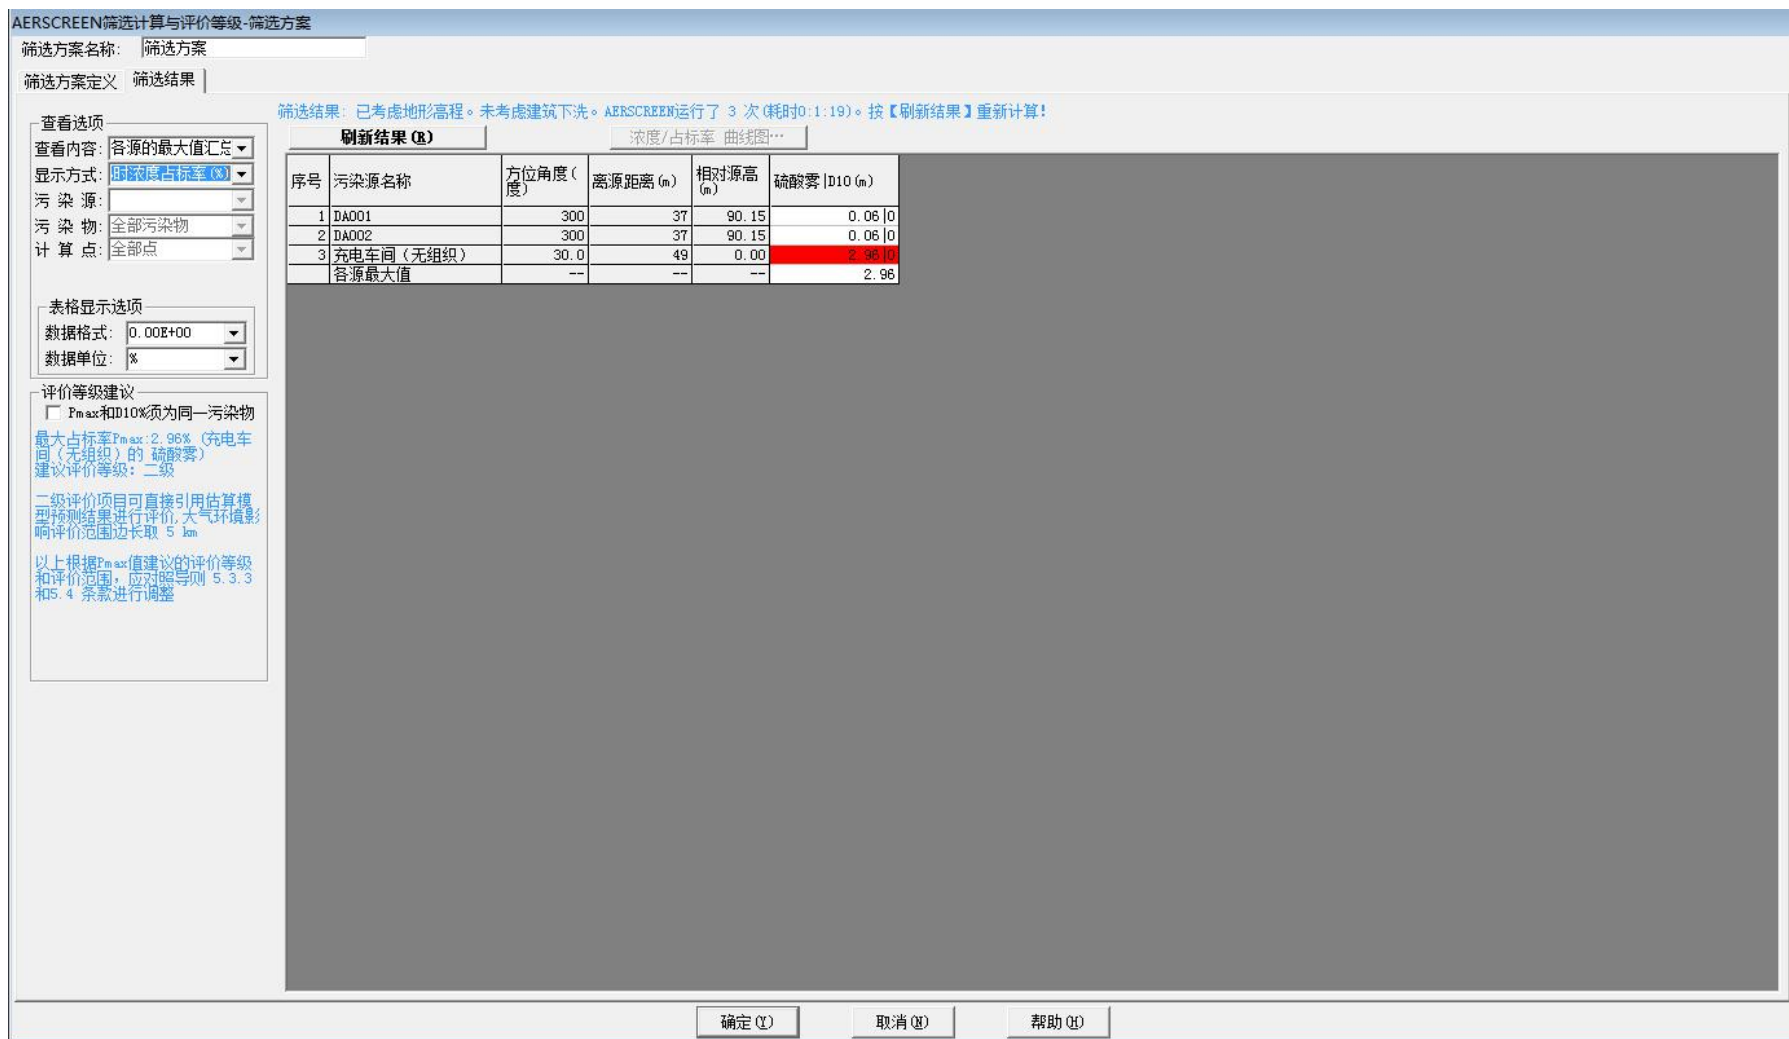 AERSCREEN筛选计算与评价等级-筛选方案
筛选方案名称: 筛选方案
筛选方案定义 筛选结果
筛选结果: 已考虑地形高程。未考虑建筑下洗。AERSCREEN运行了 3 次(耗时0:1:19)。按【刷新结果】重新计算!
刷新结果(R) 浓度/占标率 曲线图…
查看选项
查看内容: 各源的最大值汇总
显示方式: 时浓度占标率(%)
污 染 源:
污 染 物: 全部污染物
计 算 点: 全部点
表格显示选项
数据格式: 0.00E+00
数据单位: %
评价等级建议
Pmax和D10%须为同一污染物
最大占标率Pmax:2.96% (充电车
间(无组织)的 硫酸雾)
建议评价等级: 二级
二级评价项目可直接引用估算模
型预测结果进行评价,大气环境影
响评价范围边长取 5 km
以上根据Pmax值建议的评价等级
和评价范围,应对照导则 5.3.3
和5.4 条款进行调整
序号 污染源名称 方位角度(度) 离源距离(m) 相对源高(m) 硫酸雾|D10(m)
1 DA001 300 37 90.15 0.06|0
2 DA002 300 37 90.15 0.06|0
3 充电车间(无组织) 30.0 49 0.00 2.96|0
各源最大值 -- -- -- 2.96
确定(Y) 取消(N) 帮助(H)